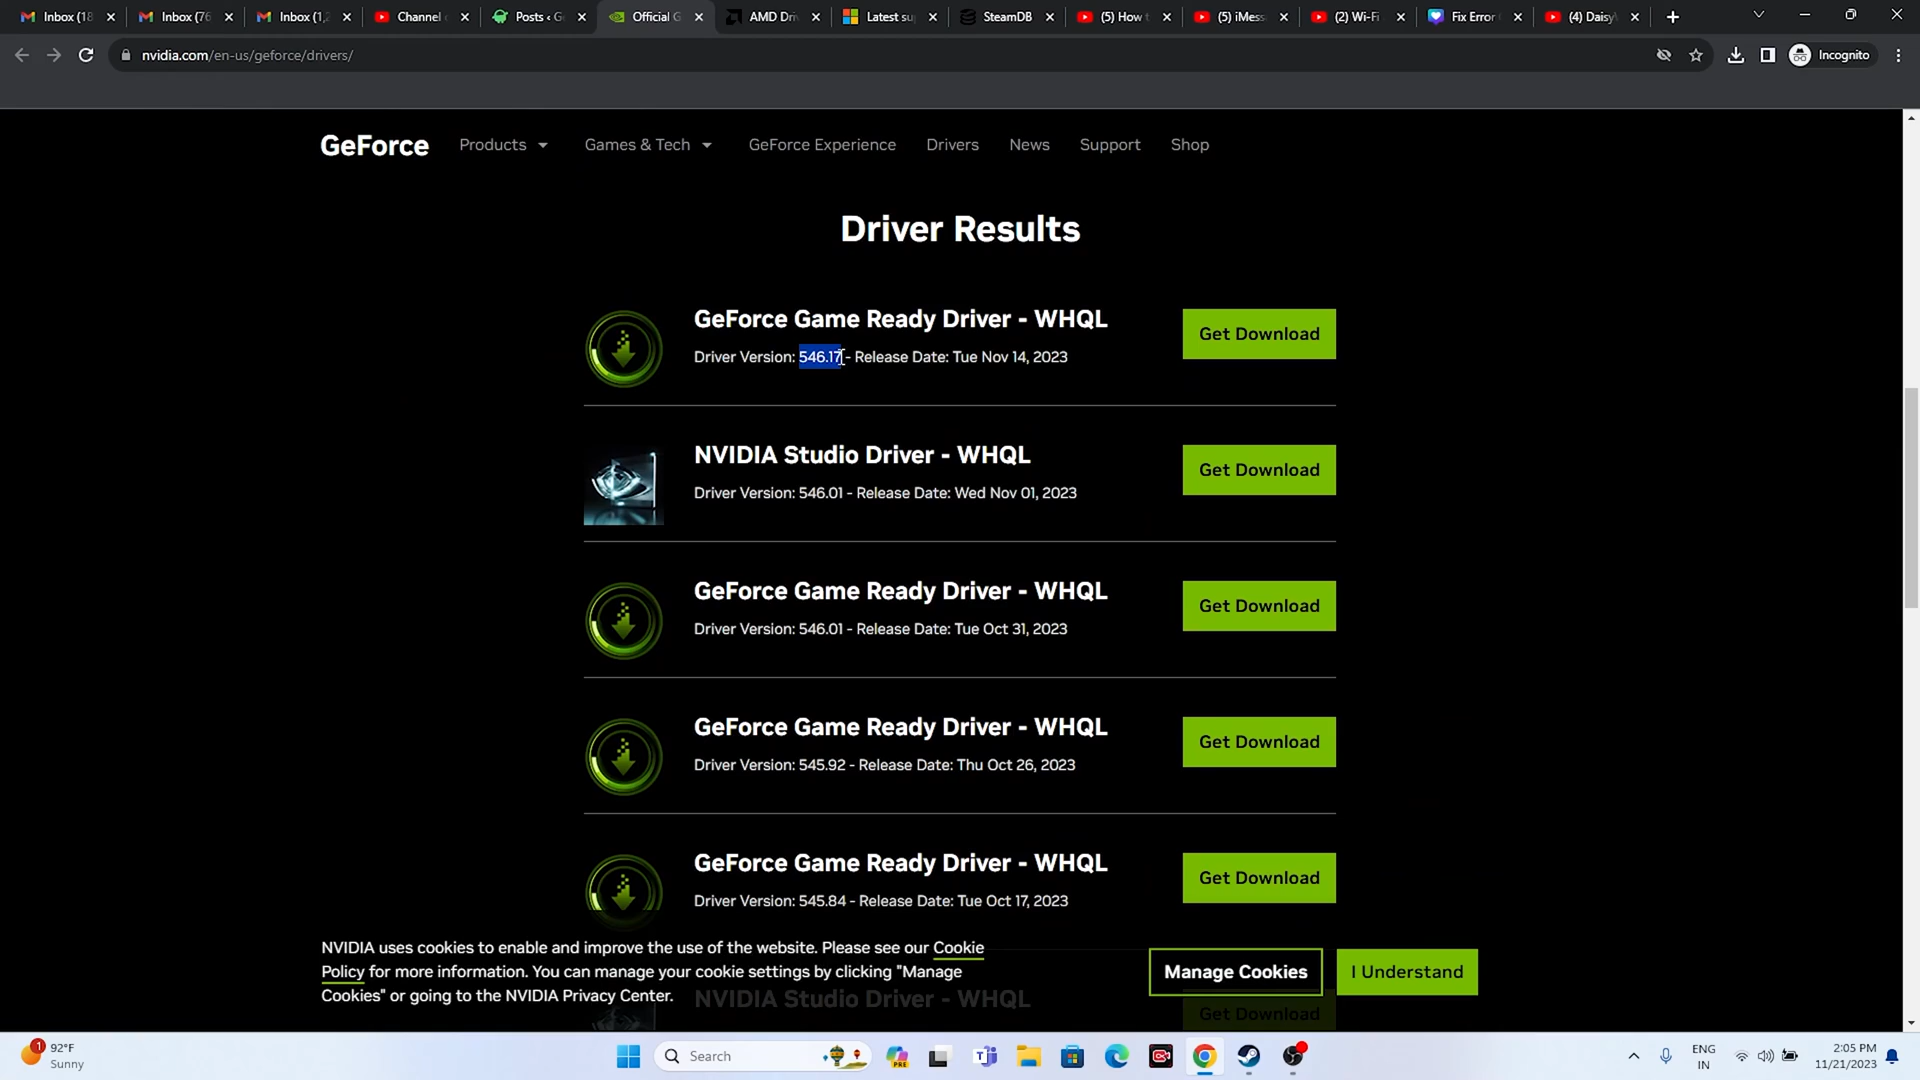 Inbox (18
Inbox (76
Inbox (1,2
Channel c
Posts ‹ G
Official G
AMD Dri
Latest su
SteamDB
(5) How t
(5) iMess
(2) Wi-Fi
Fix Error
(4) Daisy
nvidia.com/en-us/geforce/drivers/
Incognito
GeForce Products Games & Tech GeForce Experience Drivers News Support Shop
Driver Results
GeForce Game Ready Driver - WHQL
Driver Version: 546.17 - Release Date: Tue Nov 14, 2023
Get Download
NVIDIA Studio Driver - WHQL
Driver Version: 546.01 - Release Date: Wed Nov 01, 2023
Get Download
GeForce Game Ready Driver - WHQL
Driver Version: 546.01 - Release Date: Tue Oct 31, 2023
Get Download
GeForce Game Ready Driver - WHQL
Driver Version: 545.92 - Release Date: Thu Oct 26, 2023
Get Download
GeForce Game Ready Driver - WHQL
Driver Version: 545.84 - Release Date: Tue Oct 17, 2023
Get Download
NVIDIA uses cookies to enable and improve the use of the website. Please see our Cookie
Policy for more information. You can manage your cookie settings by clicking "Manage
Cookies" or going to the NVIDIA Privacy Center.
Manage Cookies
I Understand
NVIDIA Studio Driver - WHQL
Get Download
1
92°F
Sunny
Search
PRE
ENG
IN
2:05 PM
11/21/2023